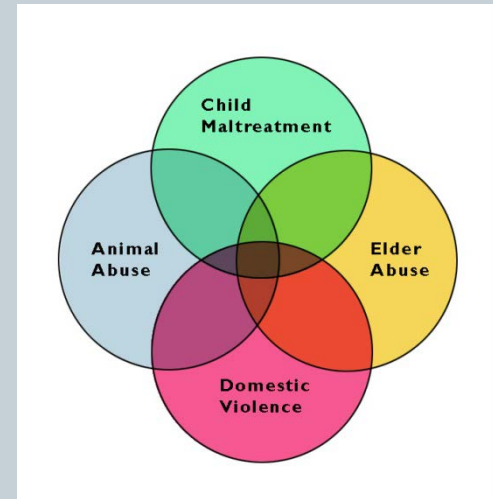 Child
Maltreatment
Animal
Abuse
Elder
Abuse
Domestic
Violence